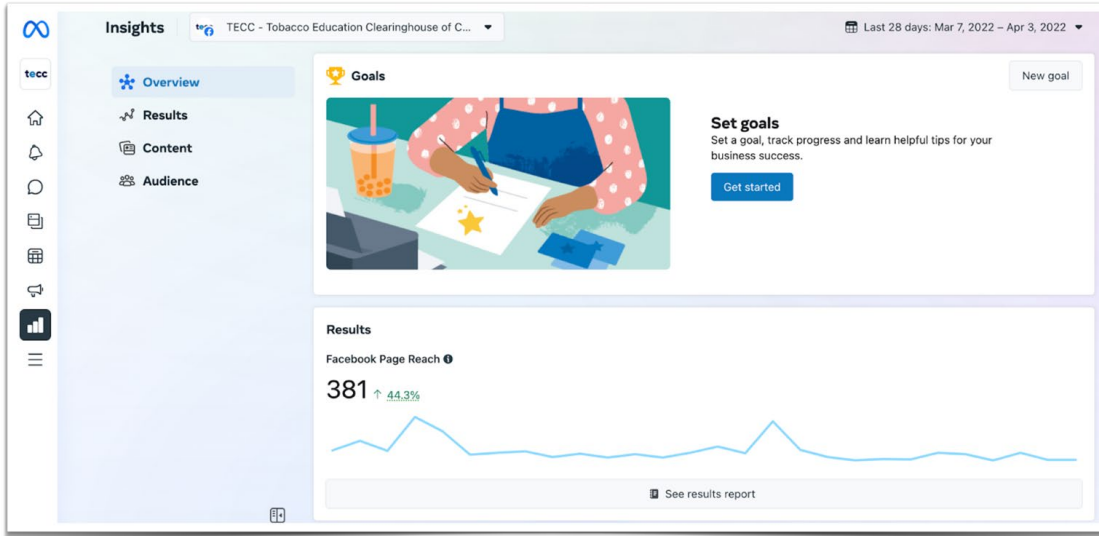 Insights
tecc TECC - Tobacco Education Clearinghouse of C...
Last 28 days: Mar 7, 2022 – Apr 3, 2022
tecc
Overview
Results
Content
Audience
Goals
New goal
Set goals
Set a goal, track progress and learn helpful tips for your
business success.
Get started
Results
Facebook Page Reach
381 ↑ 44.3%
See results report